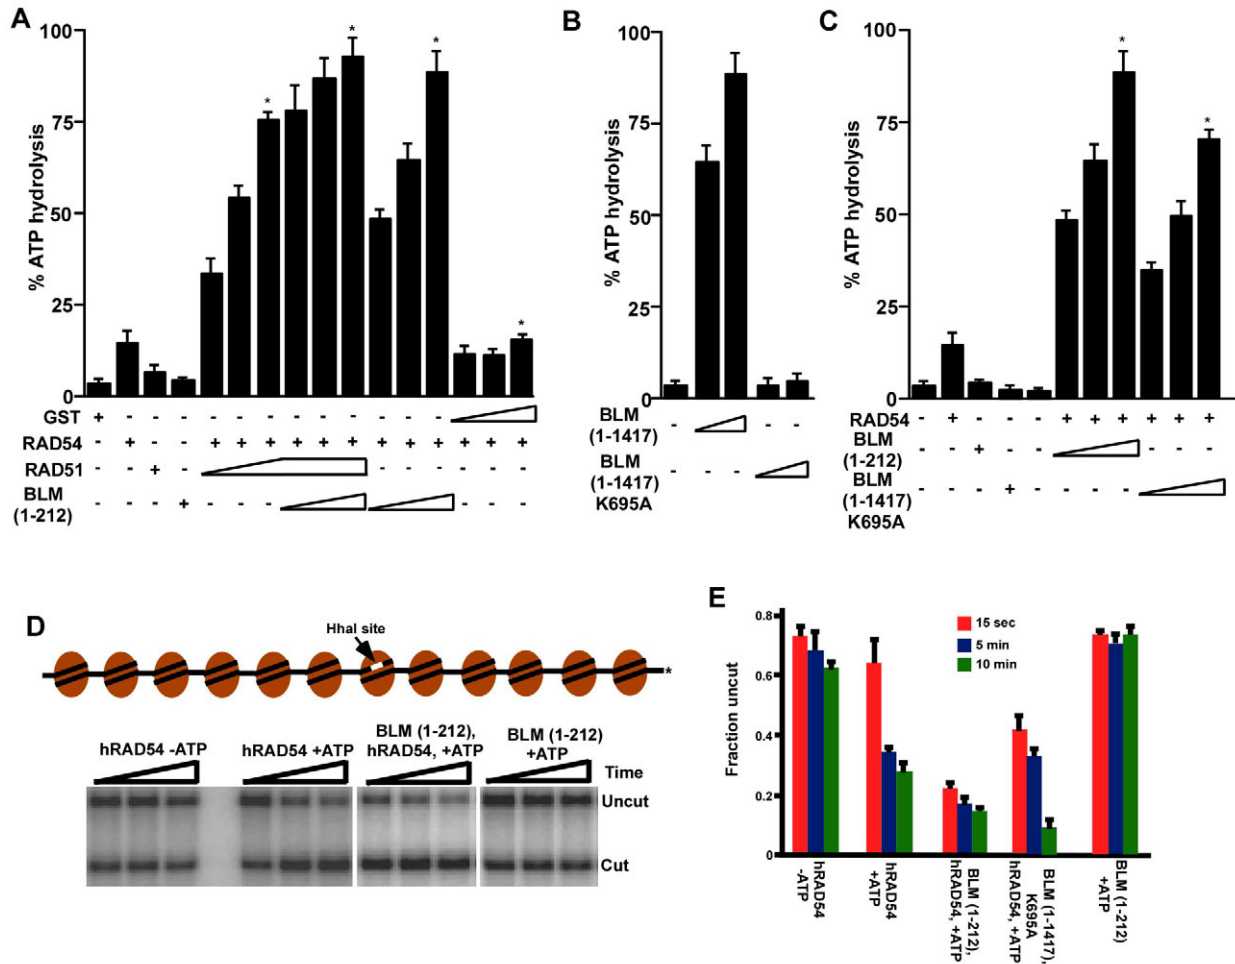 A
100
75
50
25
0
% ATP hydrolysis
* * * *
GST + - - - - - - - - - - -
RAD54 - + - - + + + + + + + + + + + +
RAD51 - - + - - - - - - -
BLM - - - + - - - - - -
(1-212)
B
100
75
50
25
0
% ATP hydrolysis
BLM - - -
(1-1417)
BLM - - -
(1-1417)
K695A
C
100
75
50
25
0
% ATP hydrolysis
* *
RAD54 - + - - - + + + + + +
BLM - - + - - - - -
(1-212)
BLM - - - + - - - -
(1-1417)
K695A
D
HhaI site
*
hRAD54 -ATP
hRAD54 +ATP
BLM (1-212),
hRAD54, +ATP
BLM (1-212)
+ATP
Time
Uncut
Cut
E
0.8
0.6
0.4
0.2
0
Fraction uncut
15 sec
5 min
10 min
hRAD54
-ATP
hRAD54
+ATP
BLM (1-212),
hRAD54, +ATP
BLM (1-1417),
K695A
hRAD54, +ATP
BLM (1-212)
+ATP